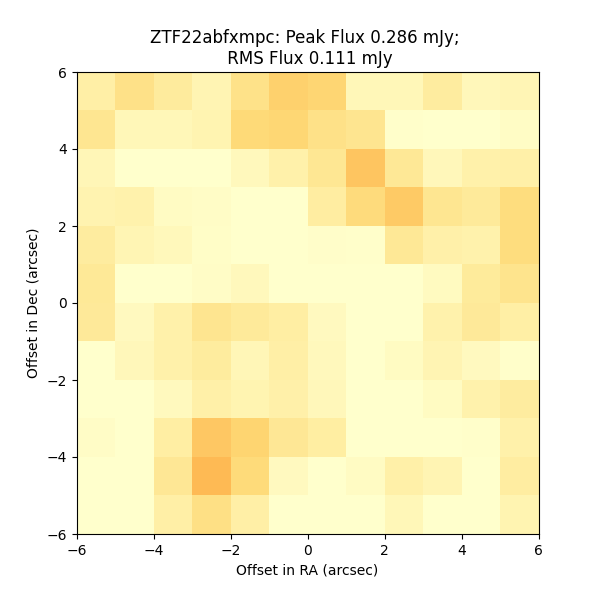 ZTF22abfxmpc: Peak Flux 0.286 mJy;
RMS Flux 0.111 mJy
6
4
2
0
−2
−4
−6
Offset in Dec (arcsec)
−6 −4 −2 0 2 4 6
Offset in RA (arcsec)